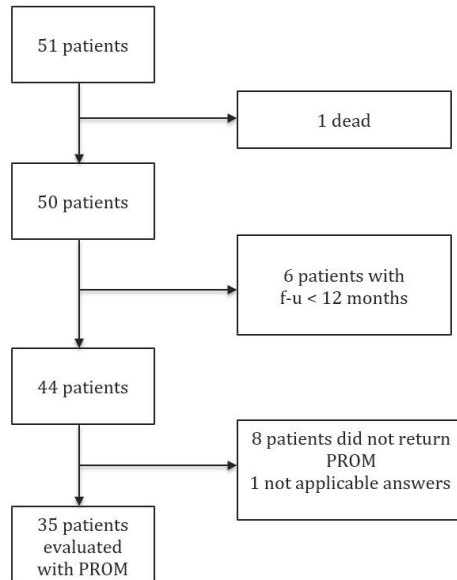 51 patients
1 dead
50 patients
6 patients with
f-u < 12 months
44 patients
8 patients did not return
PROM
1 not applicable answers
35 patients
evaluated
with PROM